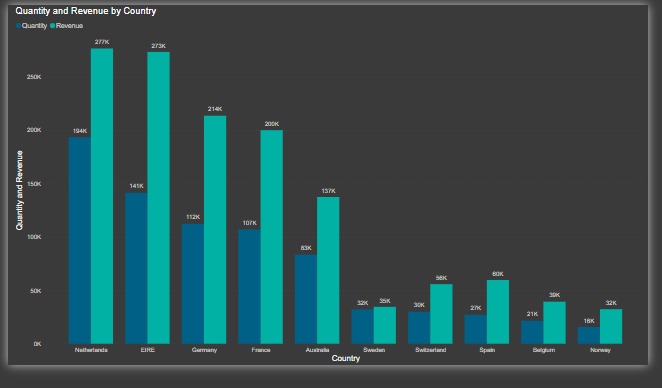 Quantity and Revenue by Country
Quantity Revenue
Quantity and Revenue
250K
200K
150K
100K
50K
0K
194K 277K
141K 273K
112K 214K
107K 200K
83K 137K
32K 35K
30K 56K
27K 60K
21K 39K
16K 32K
Netherlands EIRE Germany France Australia Sweden Switzerland Spain Belgium Norway
Country